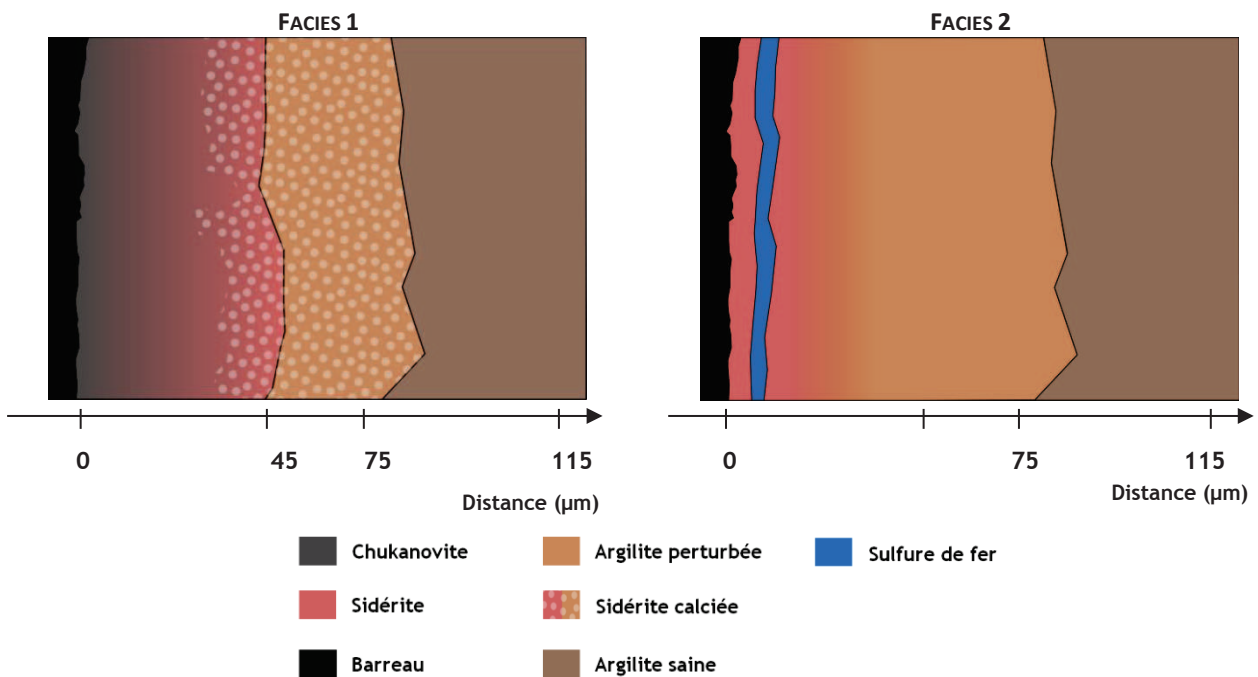 FACIES 1
FACIES 2
0 45 75 115
Distance (µm)
0 75 115
Distance (µm)
Chukanovite
Argilite perturbée
Sulfure de fer
Sidérite
Sidérite calciée
Barreau
Argilite saine